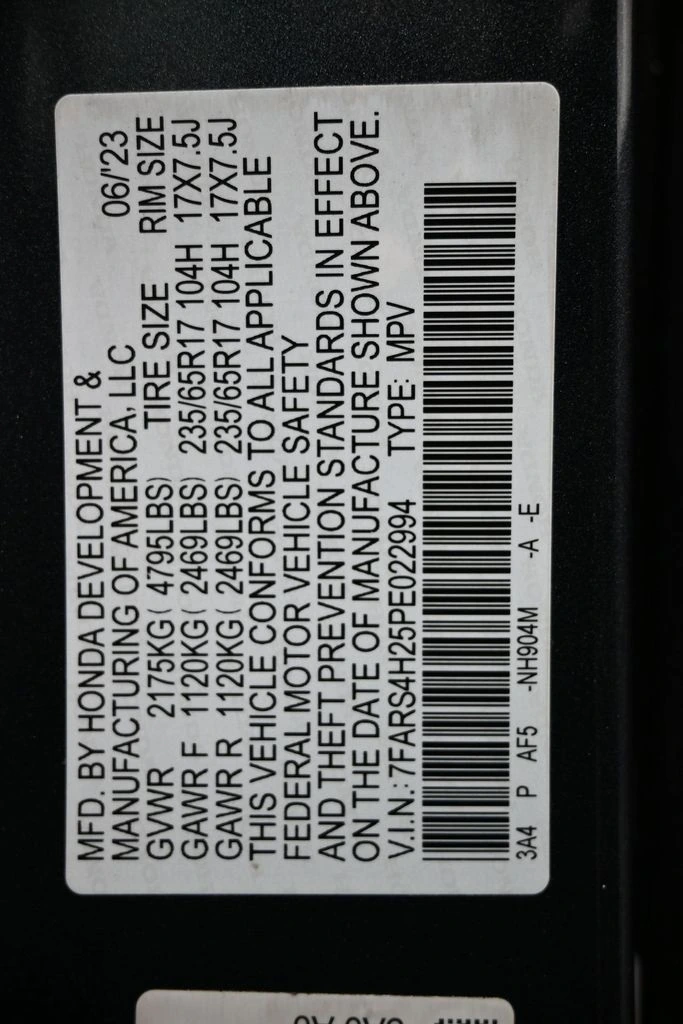 MFD. BY HONDA DEVELOPMENT &
MANUFACTURING OF AMERICA, LLC 06/'23
GVWR 2175KG( 4795LBS) TIRE SIZE RIM SIZE
GAWR F 1120KG( 2469LBS) 235/65R17 104H 17X7.5J
GAWR R 1120KG( 2469LBS) 235/65R17 104H 17X7.5J
THIS VEHICLE CONFORMS TO ALL APPLICABLE
FEDERAL MOTOR VEHICLE SAFETY
AND THEFT PREVENTION STANDARDS IN EFFECT
ON THE DATE OF MANUFACTURE SHOWN ABOVE.
V.I.N.: 7FARS4H25PE022994 TYPE: MPV
3A4 P AF5 -NH904M -A -E